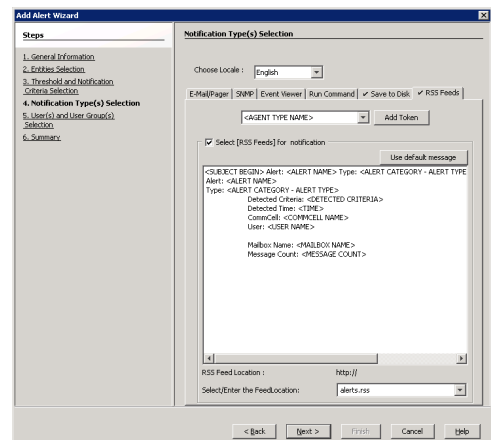 Add Alert Wizard
Steps
1. General Information
2. Entities Selection
3. Threshold and Notification
Criteria Selection
4. Notification Type(s) Selection
5. User(s) and User Group(s)
Selection
6. Summary
Notification Type(s) Selection
Choose Locale :
English
E-Mail/Pager
SNMP
Event Viewer
Run Command
Save to Disk
RSS Feeds
<AGENT TYPE NAME>
Add Token
Select [RSS Feeds] for notification
Use default message
<SUBJECT BEGIN> Alert: <ALERT NAME> Type: <ALERT CATEGORY - ALERT TYPE
Alert: <ALERT NAME>
Type: <ALERT CATEGORY - ALERT TYPE>
Detected Criteria: <DETECTED CRITERIA>
Detected Time: <TIME>
CommCell: <COMMCELL NAME>
User: <USER NAME>
Mailbox Name: <MAILBOX NAME>
Message Count: <MESSAGE COUNT>
RSS Feed Location :
http://
Select/Enter the FeedLocation:
alerts.rss
< Back
Next >
Finish
Cancel
Help